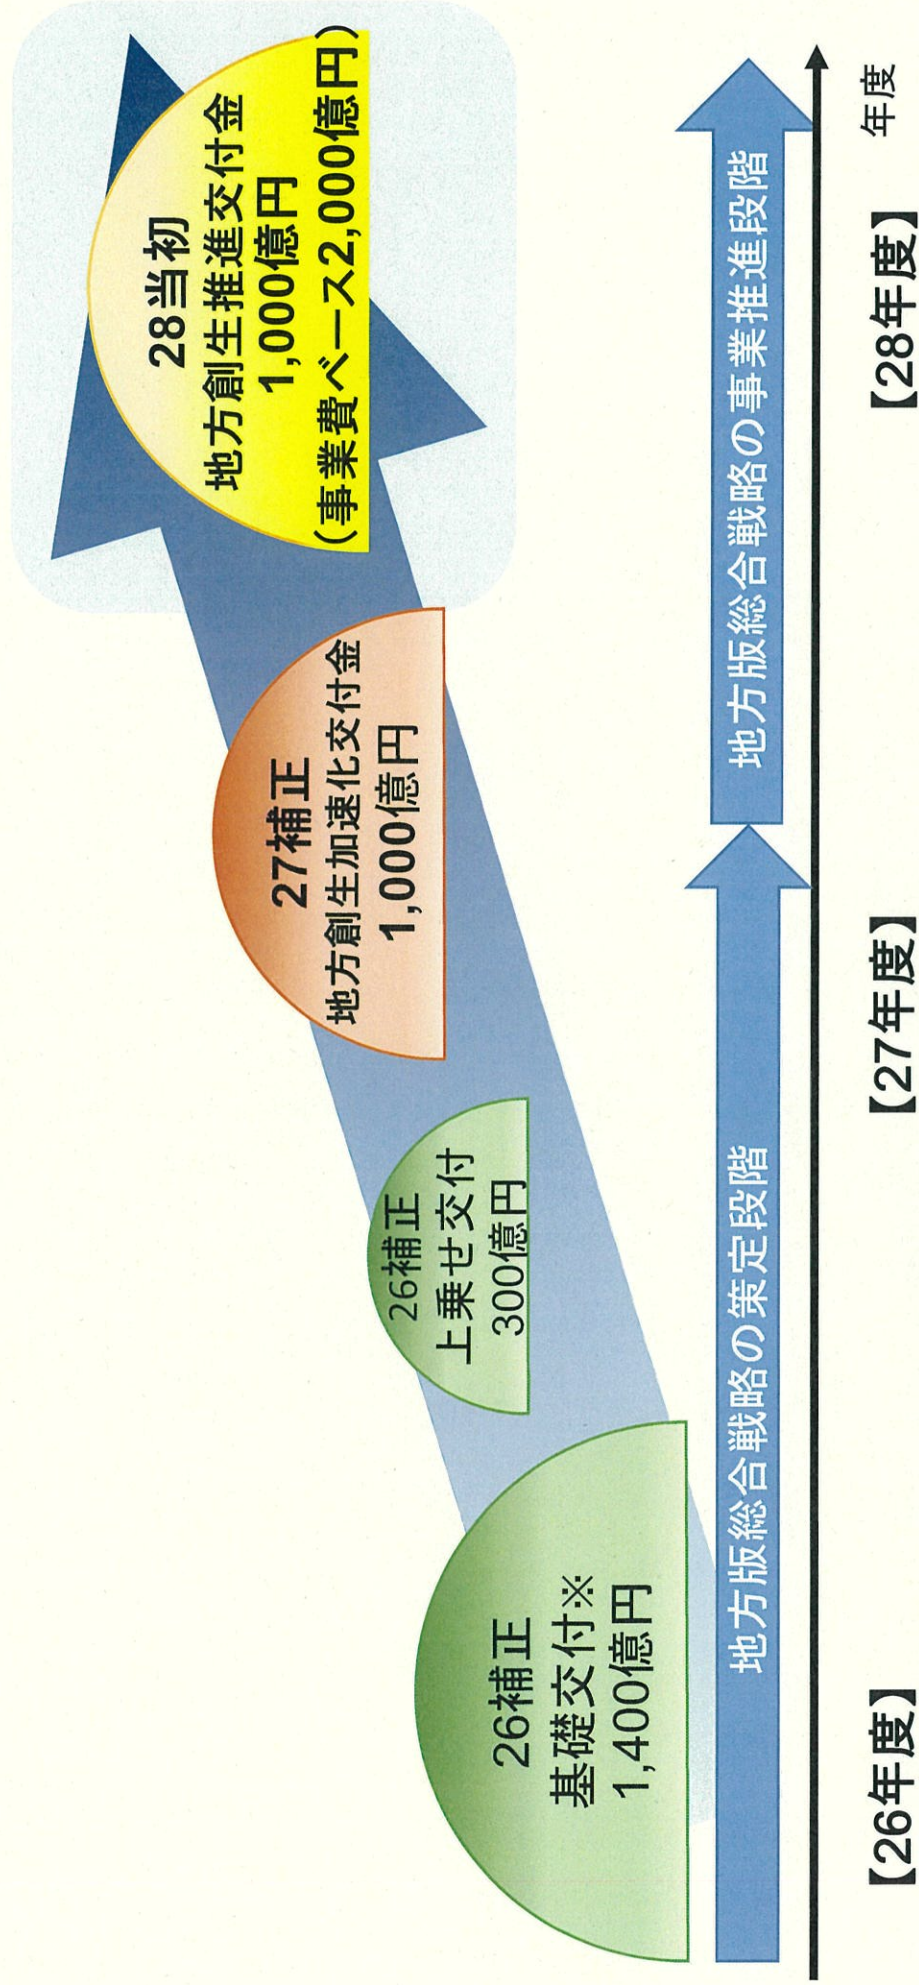 26補正
基礎交付※
1,400億円
26補正
上乗せ交付
300億円
27補正
地方創生加速化交付金
1,000億円
28当初
地方創生推進交付金
1,000億円
(事業費ベース2,000億円)
地方版総合戦略の策定段階
地方版総合戦略の事業推進段階
【26年度】
【27年度】
【28年度】
年度